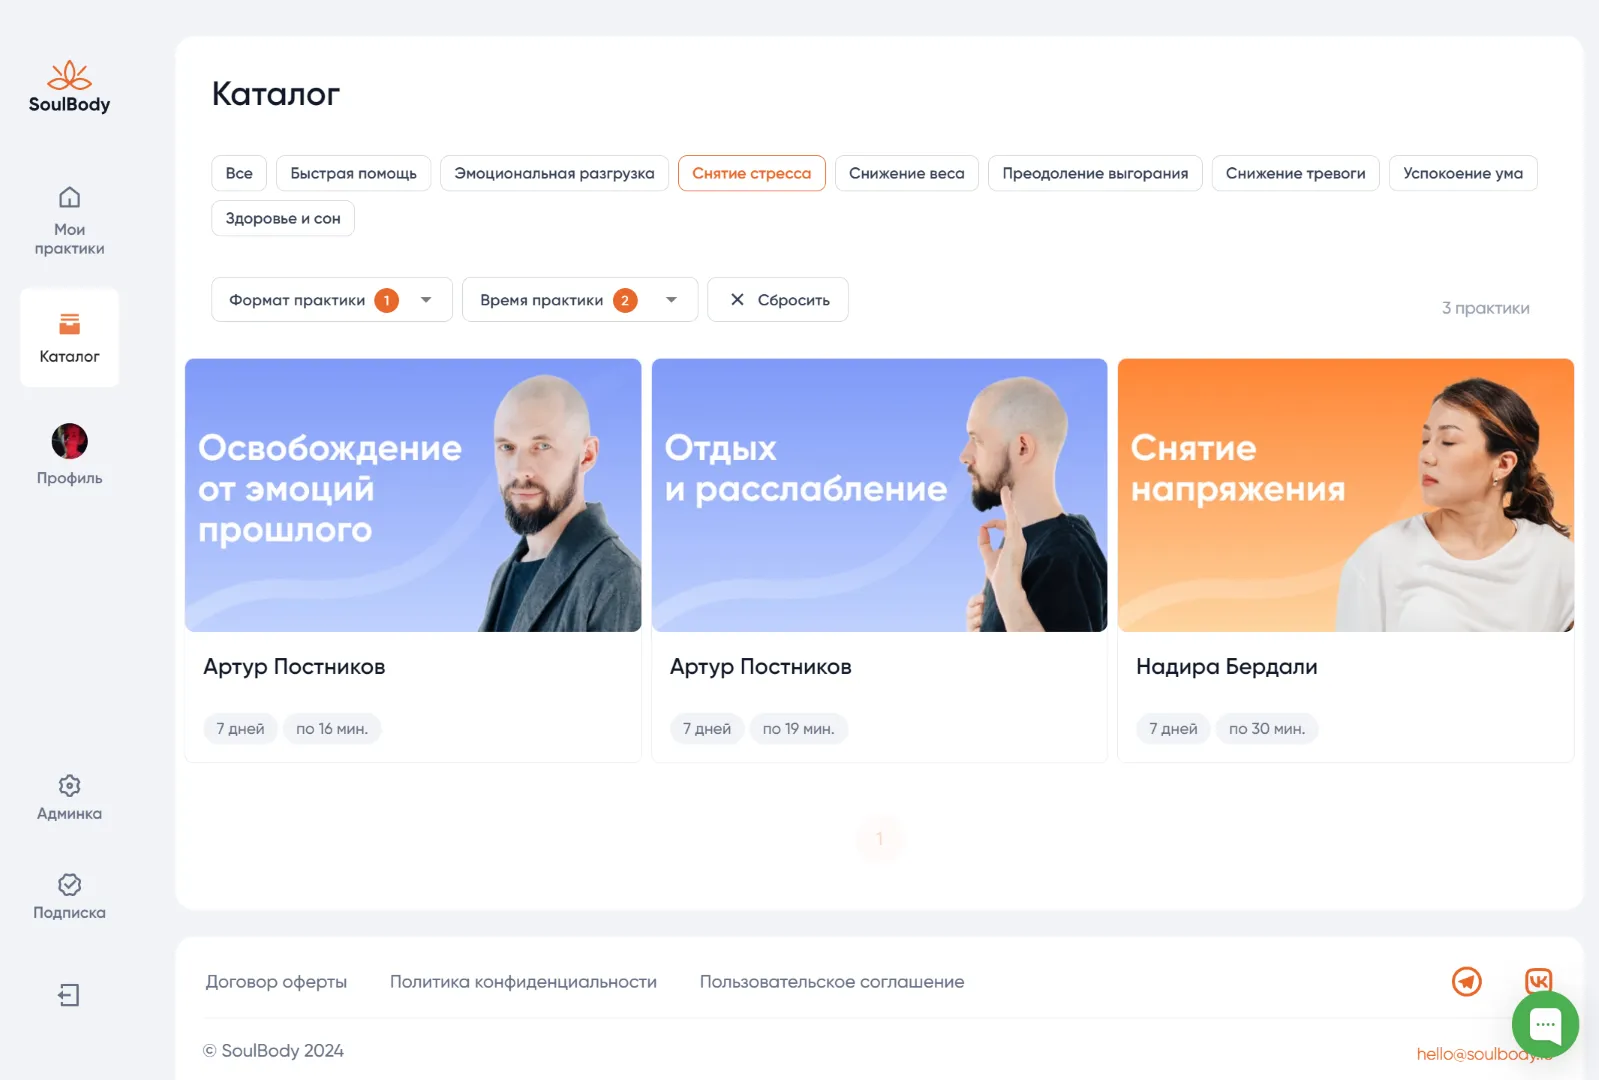 SoulBody
Мои
практики
Каталог
Профиль
Админка
Подписка
Каталог
Все
Быстрая помощь
Эмоциональная разгрузка
Снятие стресса
Снижение веса
Преодоление выгорания
Снижение тревоги
Успокоение ума
Здоровье и сон
Формат практики 1
Время практики 2
Сбросить
3 практики
Освобождение
от эмоций
прошлого
Артур Постников
7 дней
по 16 мин.
Отдых
и расслабление
Артур Постников
7 дней
по 19 мин.
Снятие
напряжения
Надира Бердали
7 дней
по 30 мин.
1
Договор оферты
Политика конфиденциальности
Пользовательское соглашение
© SoulBody 2024